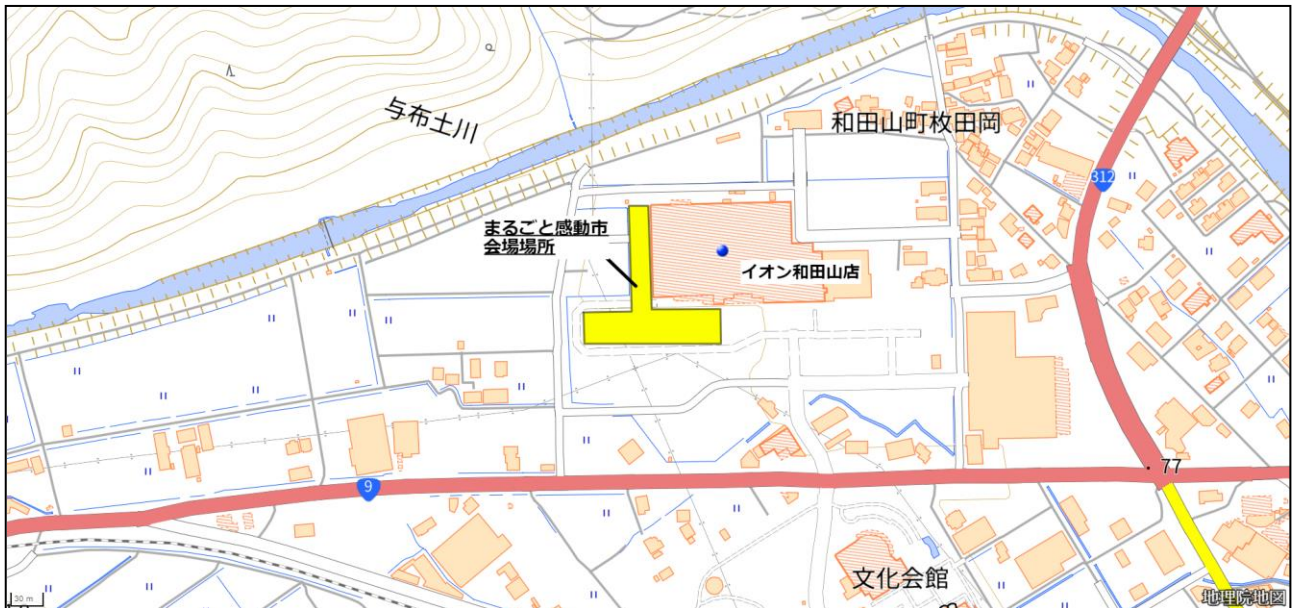 与布土川
和田山町枚田岡
312
まるごと感動市
会場場所
イオン和田山店
9
77
文化会館
30 m
地理院地図